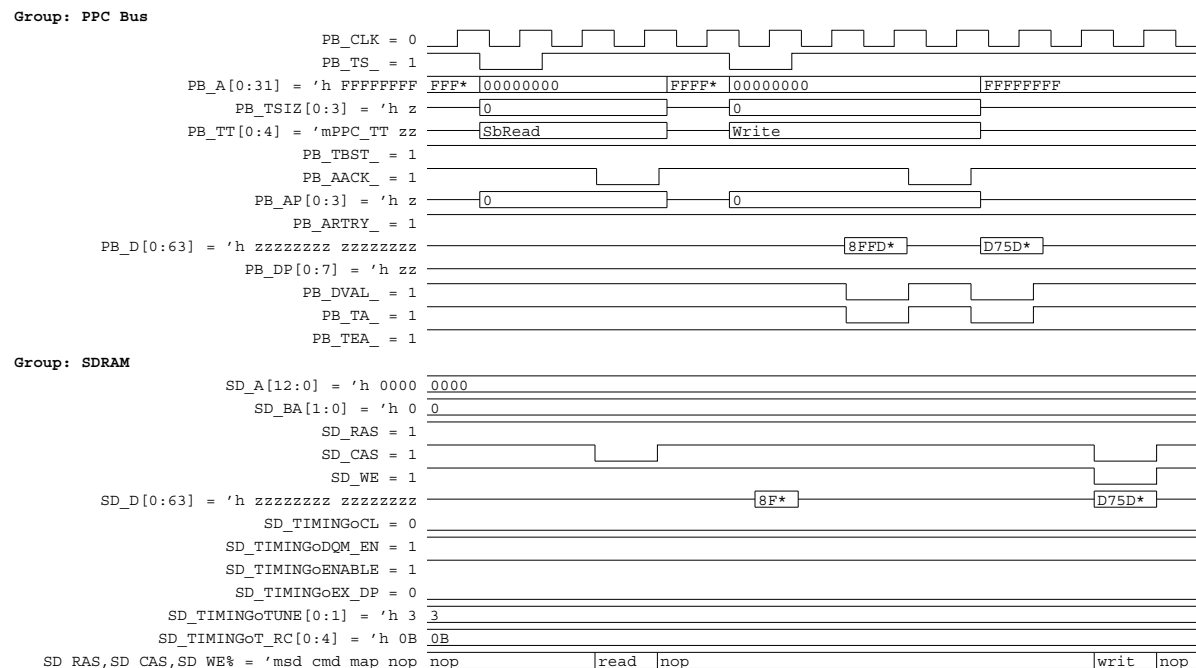 Group: PPC Bus
PB_CLK = 0
PB_TS_ = 1
PB_A[0:31] = 'h FFFFFFFF FFF* 00000000 FFFF* 00000000 FFFFFFFF
PB_TSIZ[0:3] = 'h z 0 0
PB_TT[0:4] = 'mPPC_TT zz SbRead Write
PB_TBST_ = 1
PB_AACK_ = 1
PB_AP[0:3] = 'h z 0 0
PB_ARTRY_ = 1
PB_D[0:63] = 'h zzzzzzzz zzzzzzzz 8FFD* D75D*
PB_DP[0:7] = 'h zz
PB_DVAL_ = 1
PB_TA_ = 1
PB_TEA_ = 1
Group: SDRAM
SD_A[12:0] = 'h 0000 0000
SD_BA[1:0] = 'h 0 0
SD_RAS = 1
SD_CAS = 1
SD_WE = 1
SD_D[0:63] = 'h zzzzzzzz zzzzzzzz 8F* D75D*
SD_TIMINGoCL = 0
SD_TIMINGoDQM_EN = 1
SD_TIMINGoENABLE = 1
SD_TIMINGoEX_DP = 0
SD_TIMINGoTUNE[0:1] = 'h 3 3
SD_TIMINGoT_RC[0:4] = 'h 0B 0B
SD RAS,SD CAS,SD WE% = 'msd cmd map nop nop read nop writ nop